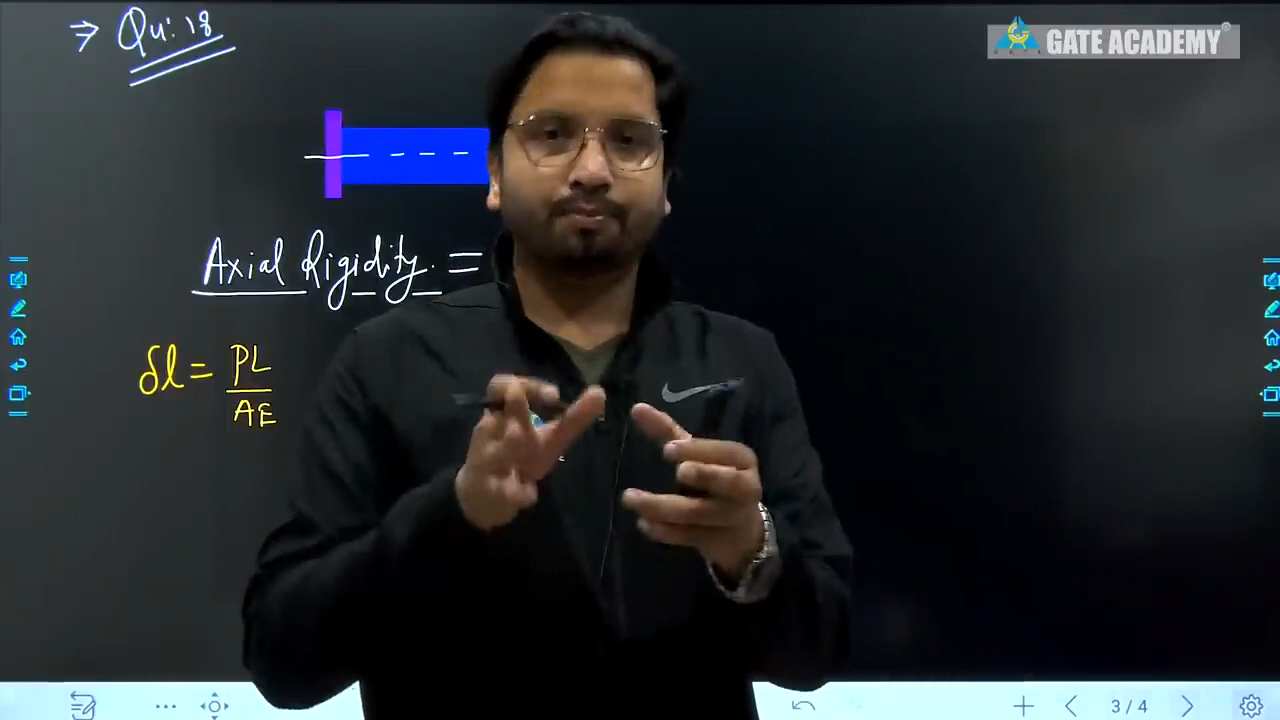 ⇒ Qu: 18
GATE ACADEMY®
Axial Rigidity. =
δl = PL
AE
3 / 4